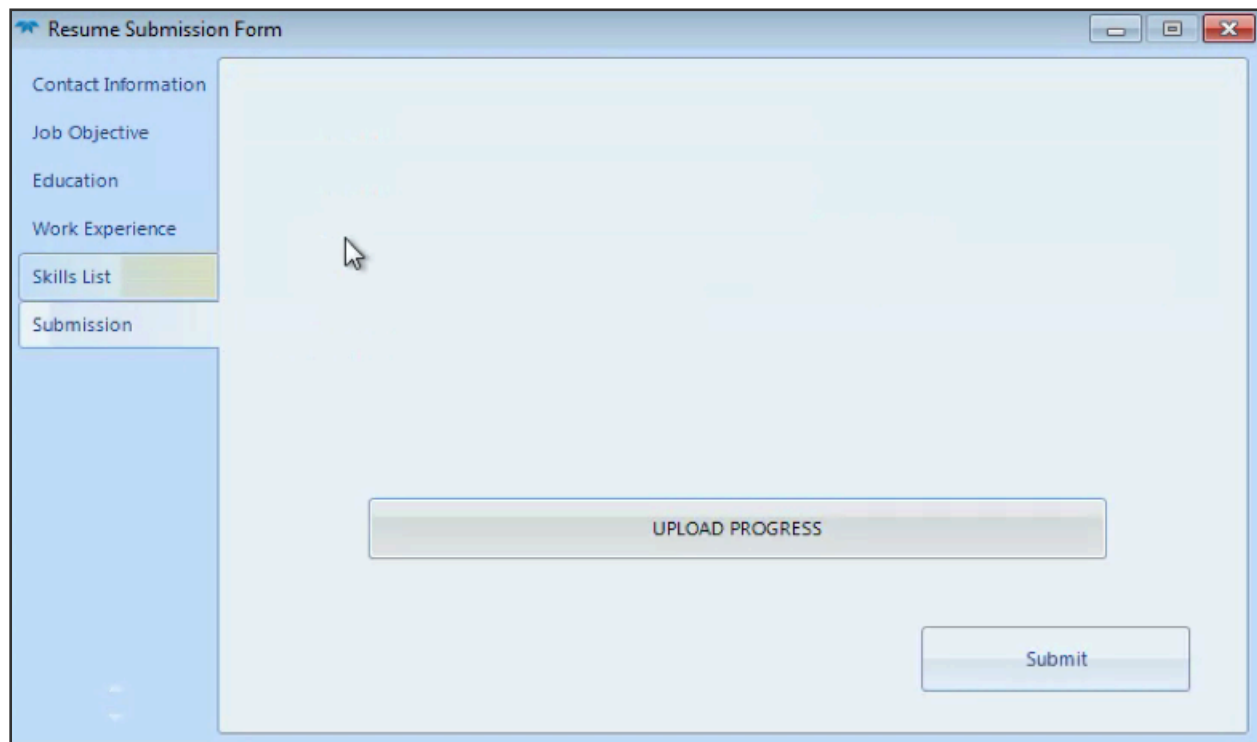 Resume Submission Form
Contact Information
Job Objective
Education
Work Experience
Skills List
Submission
UPLOAD PROGRESS
Submit